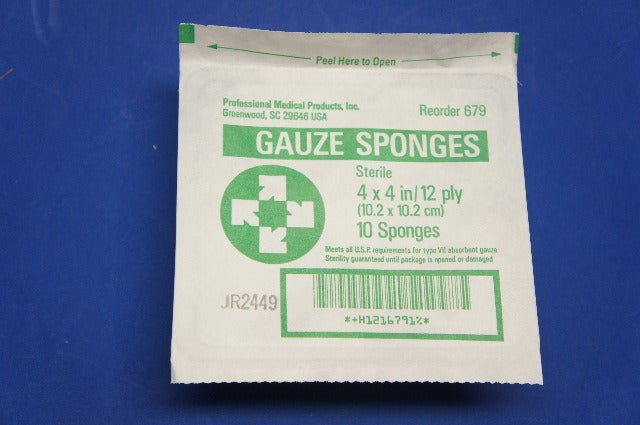 Peel Here to Open
Professional Medical Products, Inc.
Greenwood, SC 29646 USA
Reorder 679
GAUZE SPONGES
Sterile
4 x 4 in/12 ply
(10.2 x 10.2 cm)
10 Sponges
Meets all U.S.P. requirements for type VII absorbent gauze
Sterility guaranteed until package is opened or damaged
JR2449
*+H1216791%*